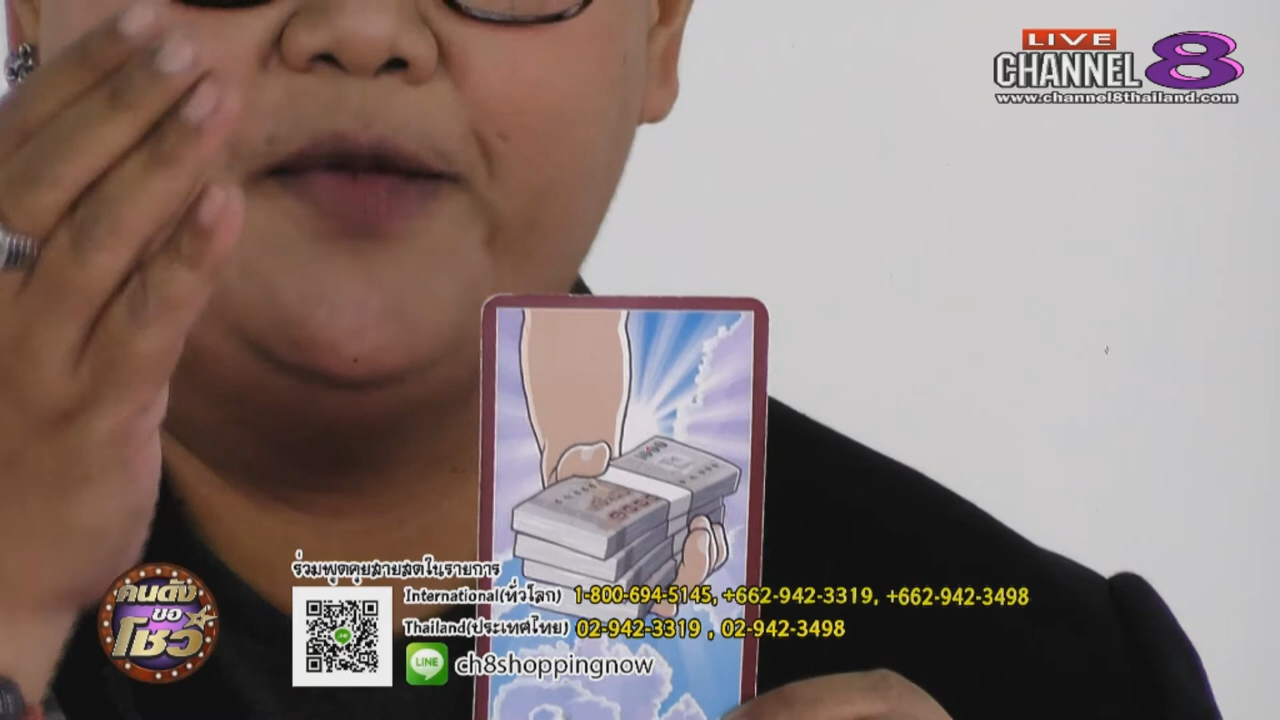 LIVE
CHANNEL 8
www.channel8thailand.com
ร่วมพูดคุยสายสดในรายการ
International(ทั่วโลก) 1-800-694-5145, +662-942-3319, +662-942-3498
Thailand(ประเทศไทย) 02-942-3319 , 02-942-3498
LINE ch8shoppingnow
คนดัง
ขอ
โชว์